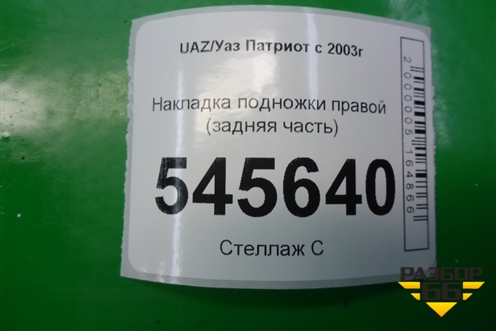 UAZ/Уаз Патриот с 2003г
Накладка подножки правой
(задняя часть)
545640
Стеллаж С
2000005164866
РАЗБОР
66